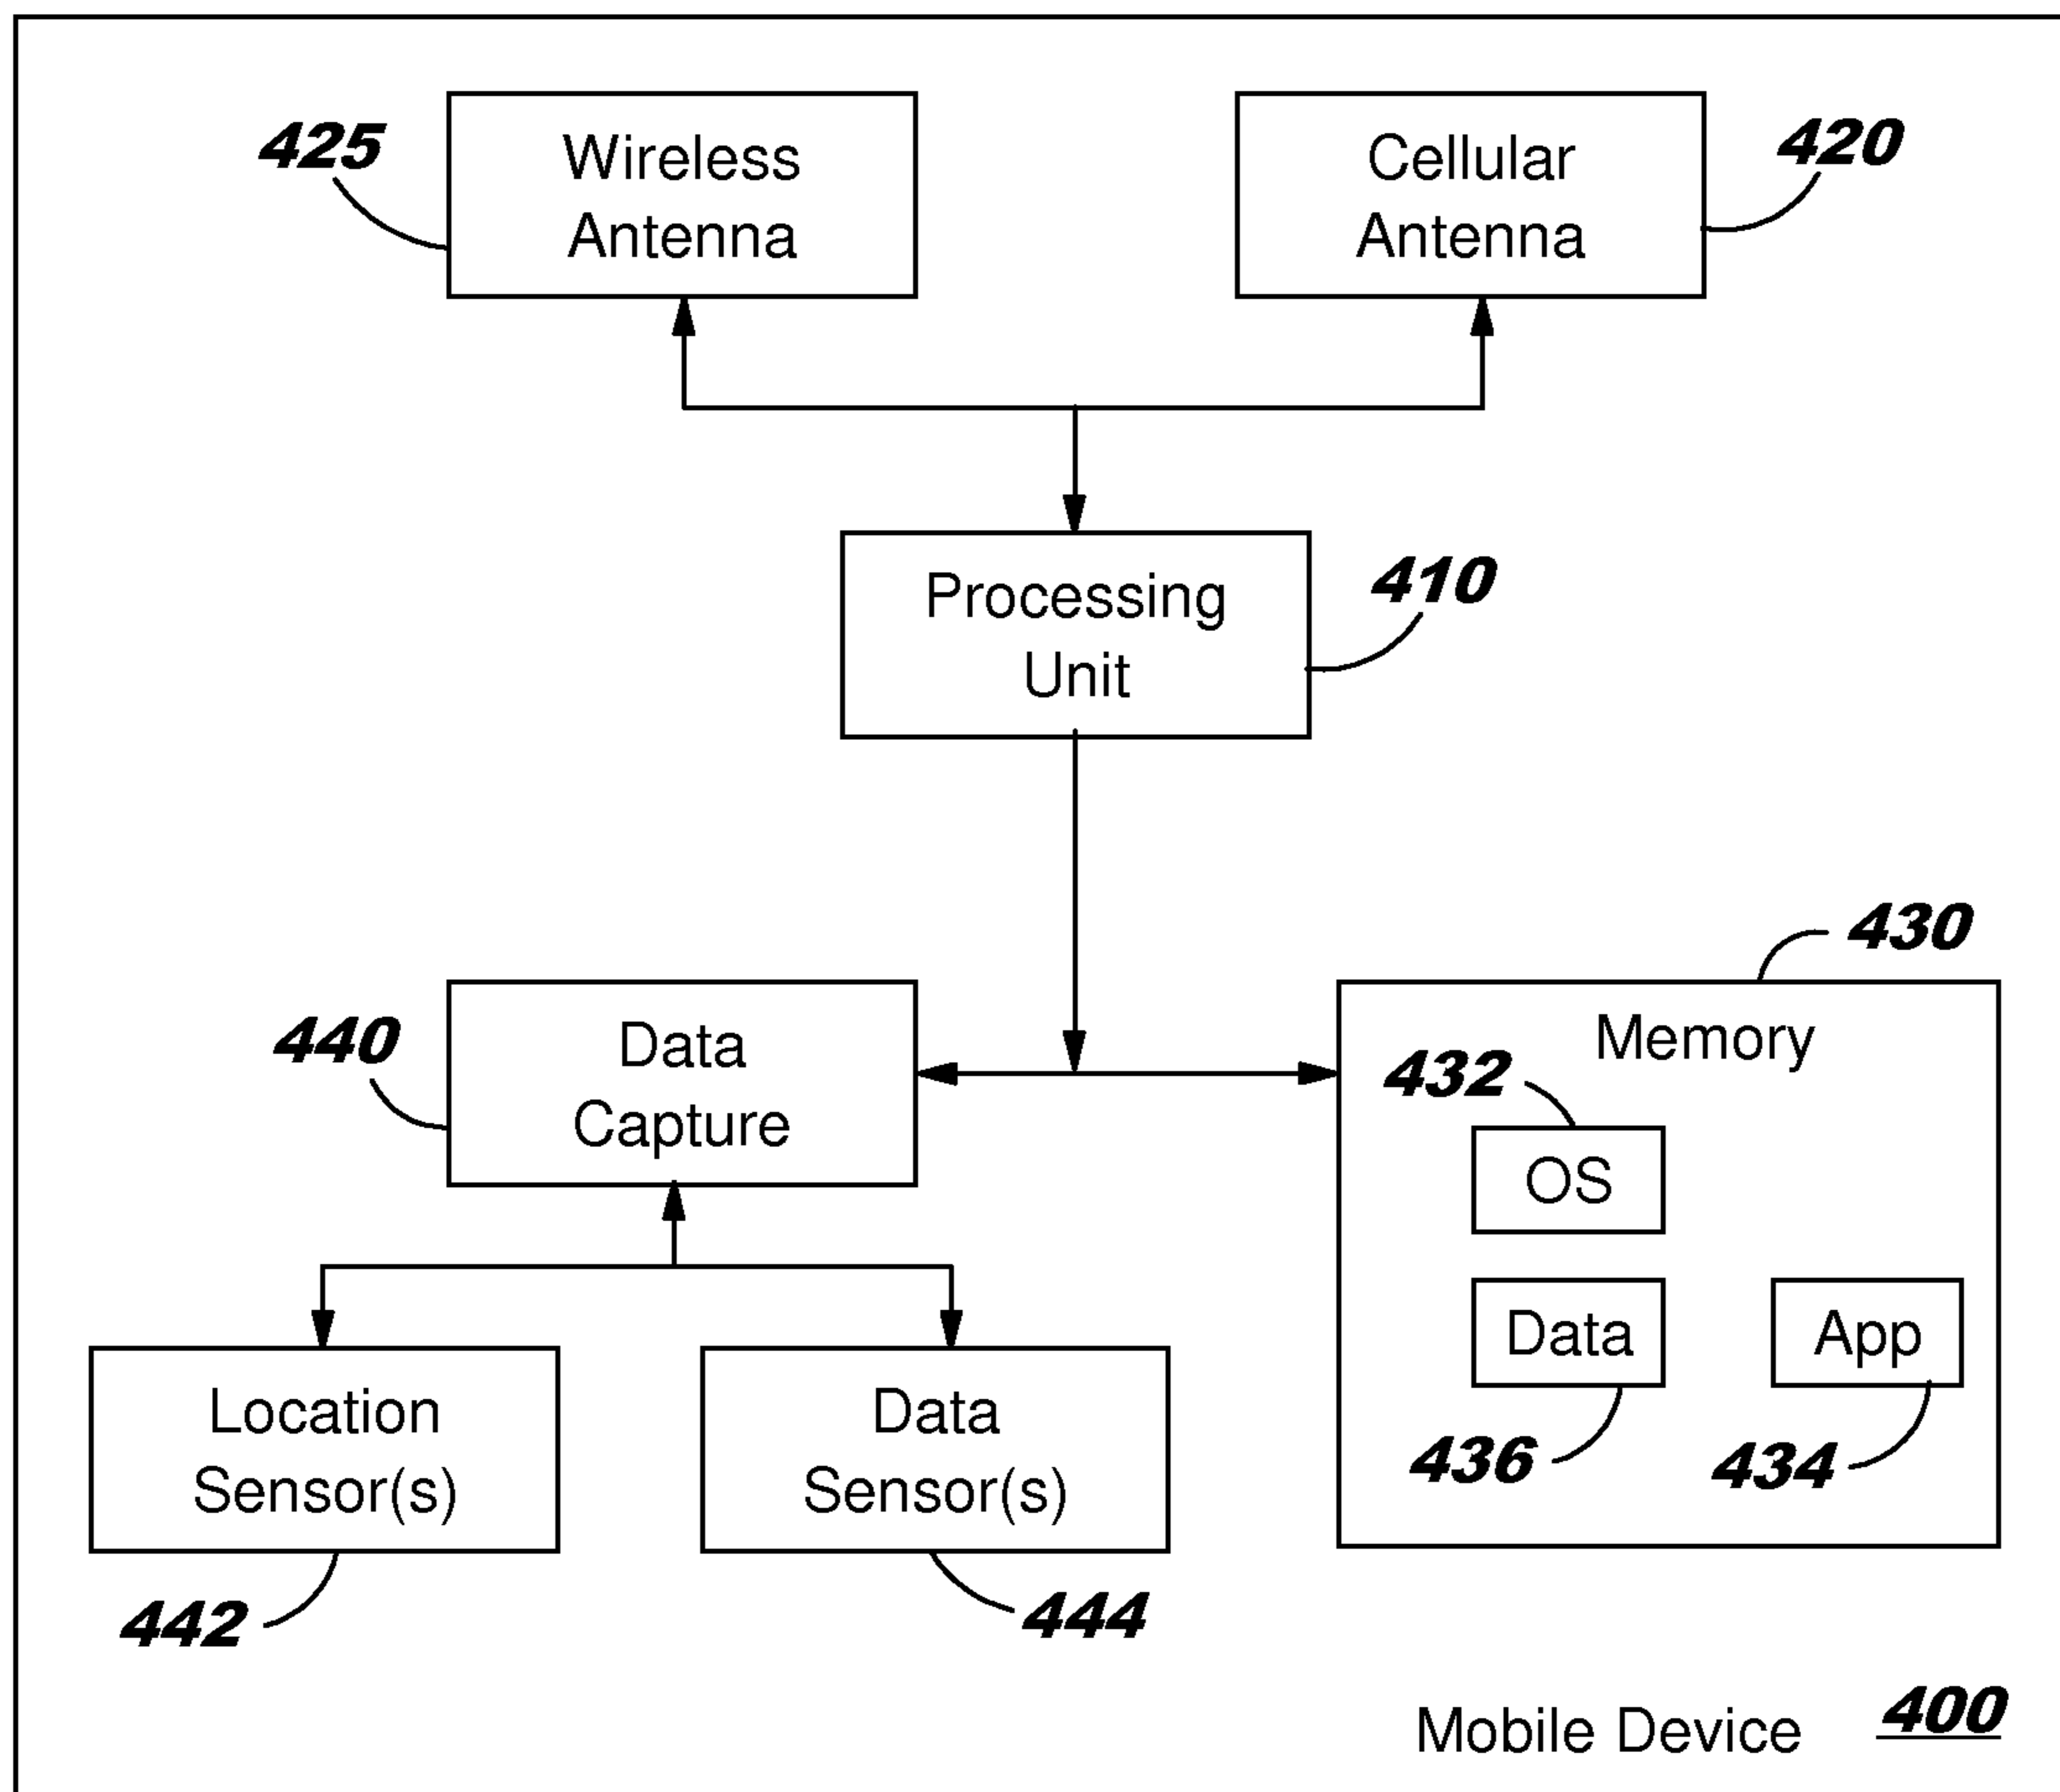 425
Wireless
Antenna
Cellular
Antenna
420
Processing
Unit
410
430
440
Data
Capture
Memory
432
OS
Data
App
436
434
Location
Sensor(s)
Data
Sensor(s)
442
444
Mobile Device 400